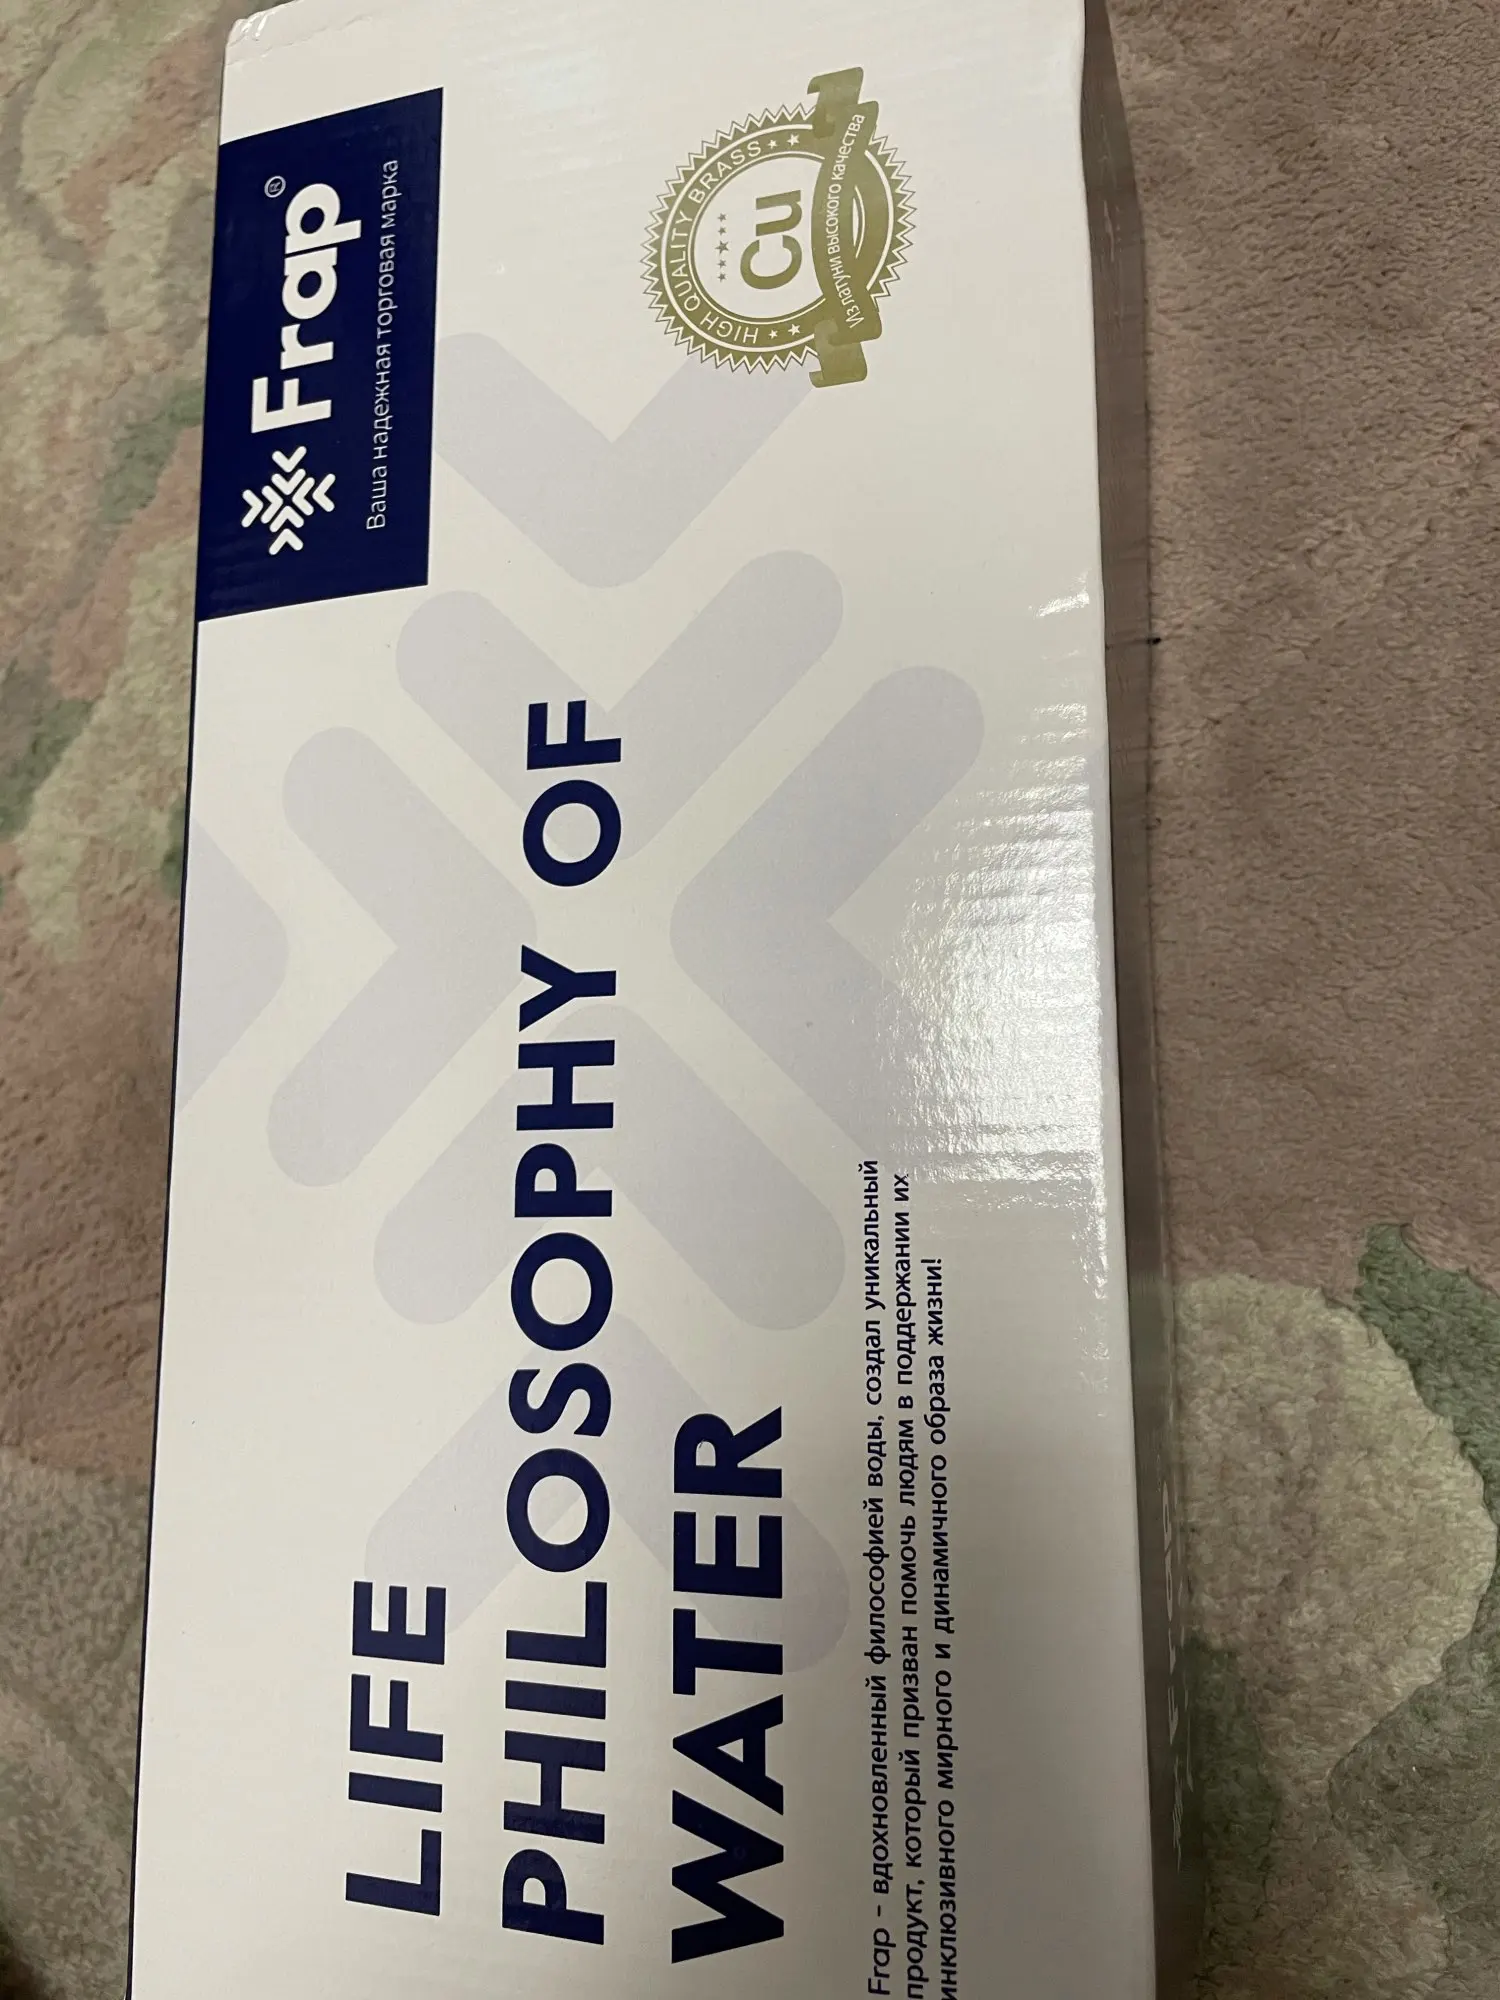 Frap®
Ваша надежная торговая марка
HIGH QUALITY BRASS
Cu
Из латуни высокого качества
LIFE
PHILOSOPHY OF
WATER
Frap – вдохновленный философией воды, создал уникальный
продукт, который призван помочь людям в поддержании их
инклюзивного мирного и динамичного образа жизни!
Frap